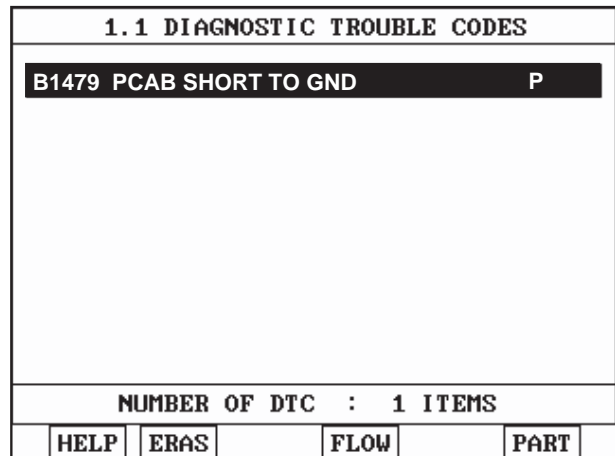 1.1 DIAGNOSTIC TROUBLE CODES
B1479 PCAB SHORT TO GND P
NUMBER OF DTC : 1 ITEMS
HELP ERAS FLOW PART